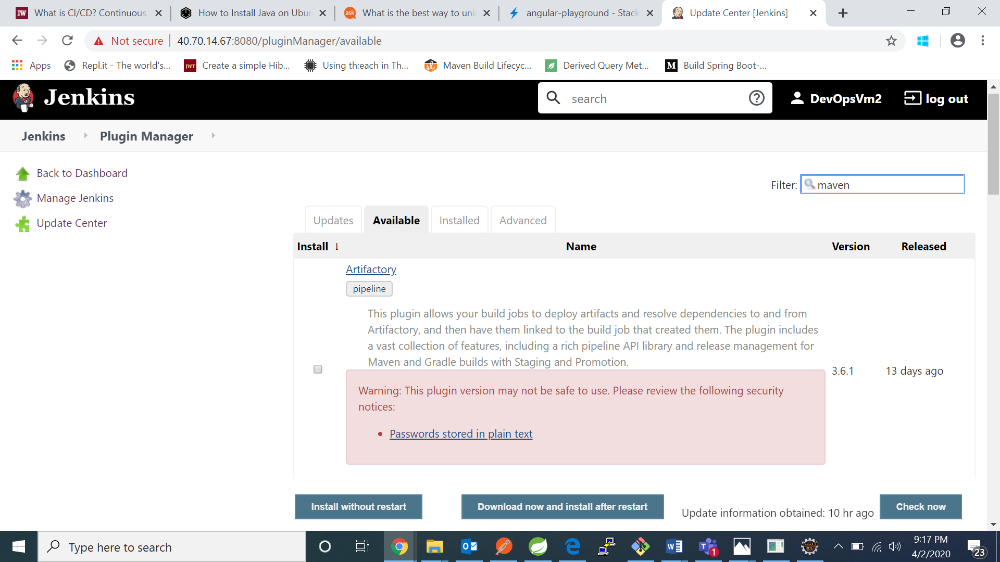 What is CI/CD? Continuous
How to Install Java on Ubun
What is the best way to unin
angular-playground - Stack
Update Center [Jenkins]
Not secure
40.70.14.67:8080/pluginManager/available
Apps
Repl.it - The world's...
JWT
Create a simple Hib...
Using th:each in Th...
Maven Build Lifecyc...
Derived Query Met...
M
Build Spring Boot-...
Jenkins
search
DevOpsVm2
log out
Jenkins
Plugin Manager
Back to Dashboard
Manage Jenkins
Update Center
Filter:
maven
Updates
Available
Installed
Advanced
Install ↓
Name
Version
Released
Artifactory
pipeline
This plugin allows your build jobs to deploy artifacts and resolve dependencies to and from
Artifactory, and then have them linked to the build job that created them. The plugin includes
a vast collection of features, including a rich pipeline API library and release management for
Maven and Gradle builds with Staging and Promotion.
3.6.1
13 days ago
Warning: This plugin version may not be safe to use. Please review the following security
notices:
• Passwords stored in plain text
Install without restart
Download now and install after restart
Update information obtained: 10 hr ago
Check now
Type here to search
9:17 PM
4/2/2020
23